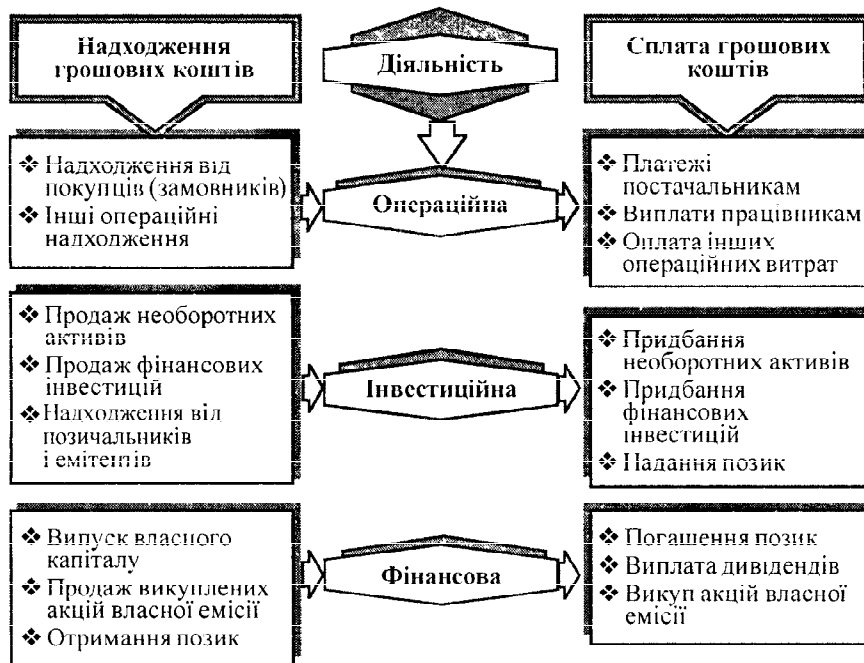 Надходження
грошових коштів
Діяльність
Сплата грошових
коштів
❖ Надходження від
покупців (замовників)
❖ Інші операційні
надходження
Операційна
❖ Платежі
постачальникам
❖ Виплати працівникам
❖ Оплата інших
операційних витрат
❖ Продаж необоротних
активів
❖ Продаж фінансових
інвестицій
❖ Надходження від
позичальників
і емітентів
Інвестиційна
❖ Придбання
необоротних активів
❖ Придбання
фінансових
інвестицій
❖ Надання позик
❖ Випуск власного
капіталу
❖ Продаж викуплених
акцій власної емісії
❖ Отримання позик
Фінансова
❖ Погашення позик
❖ Виплата дивідендів
❖ Викуп акцій власної
емісії